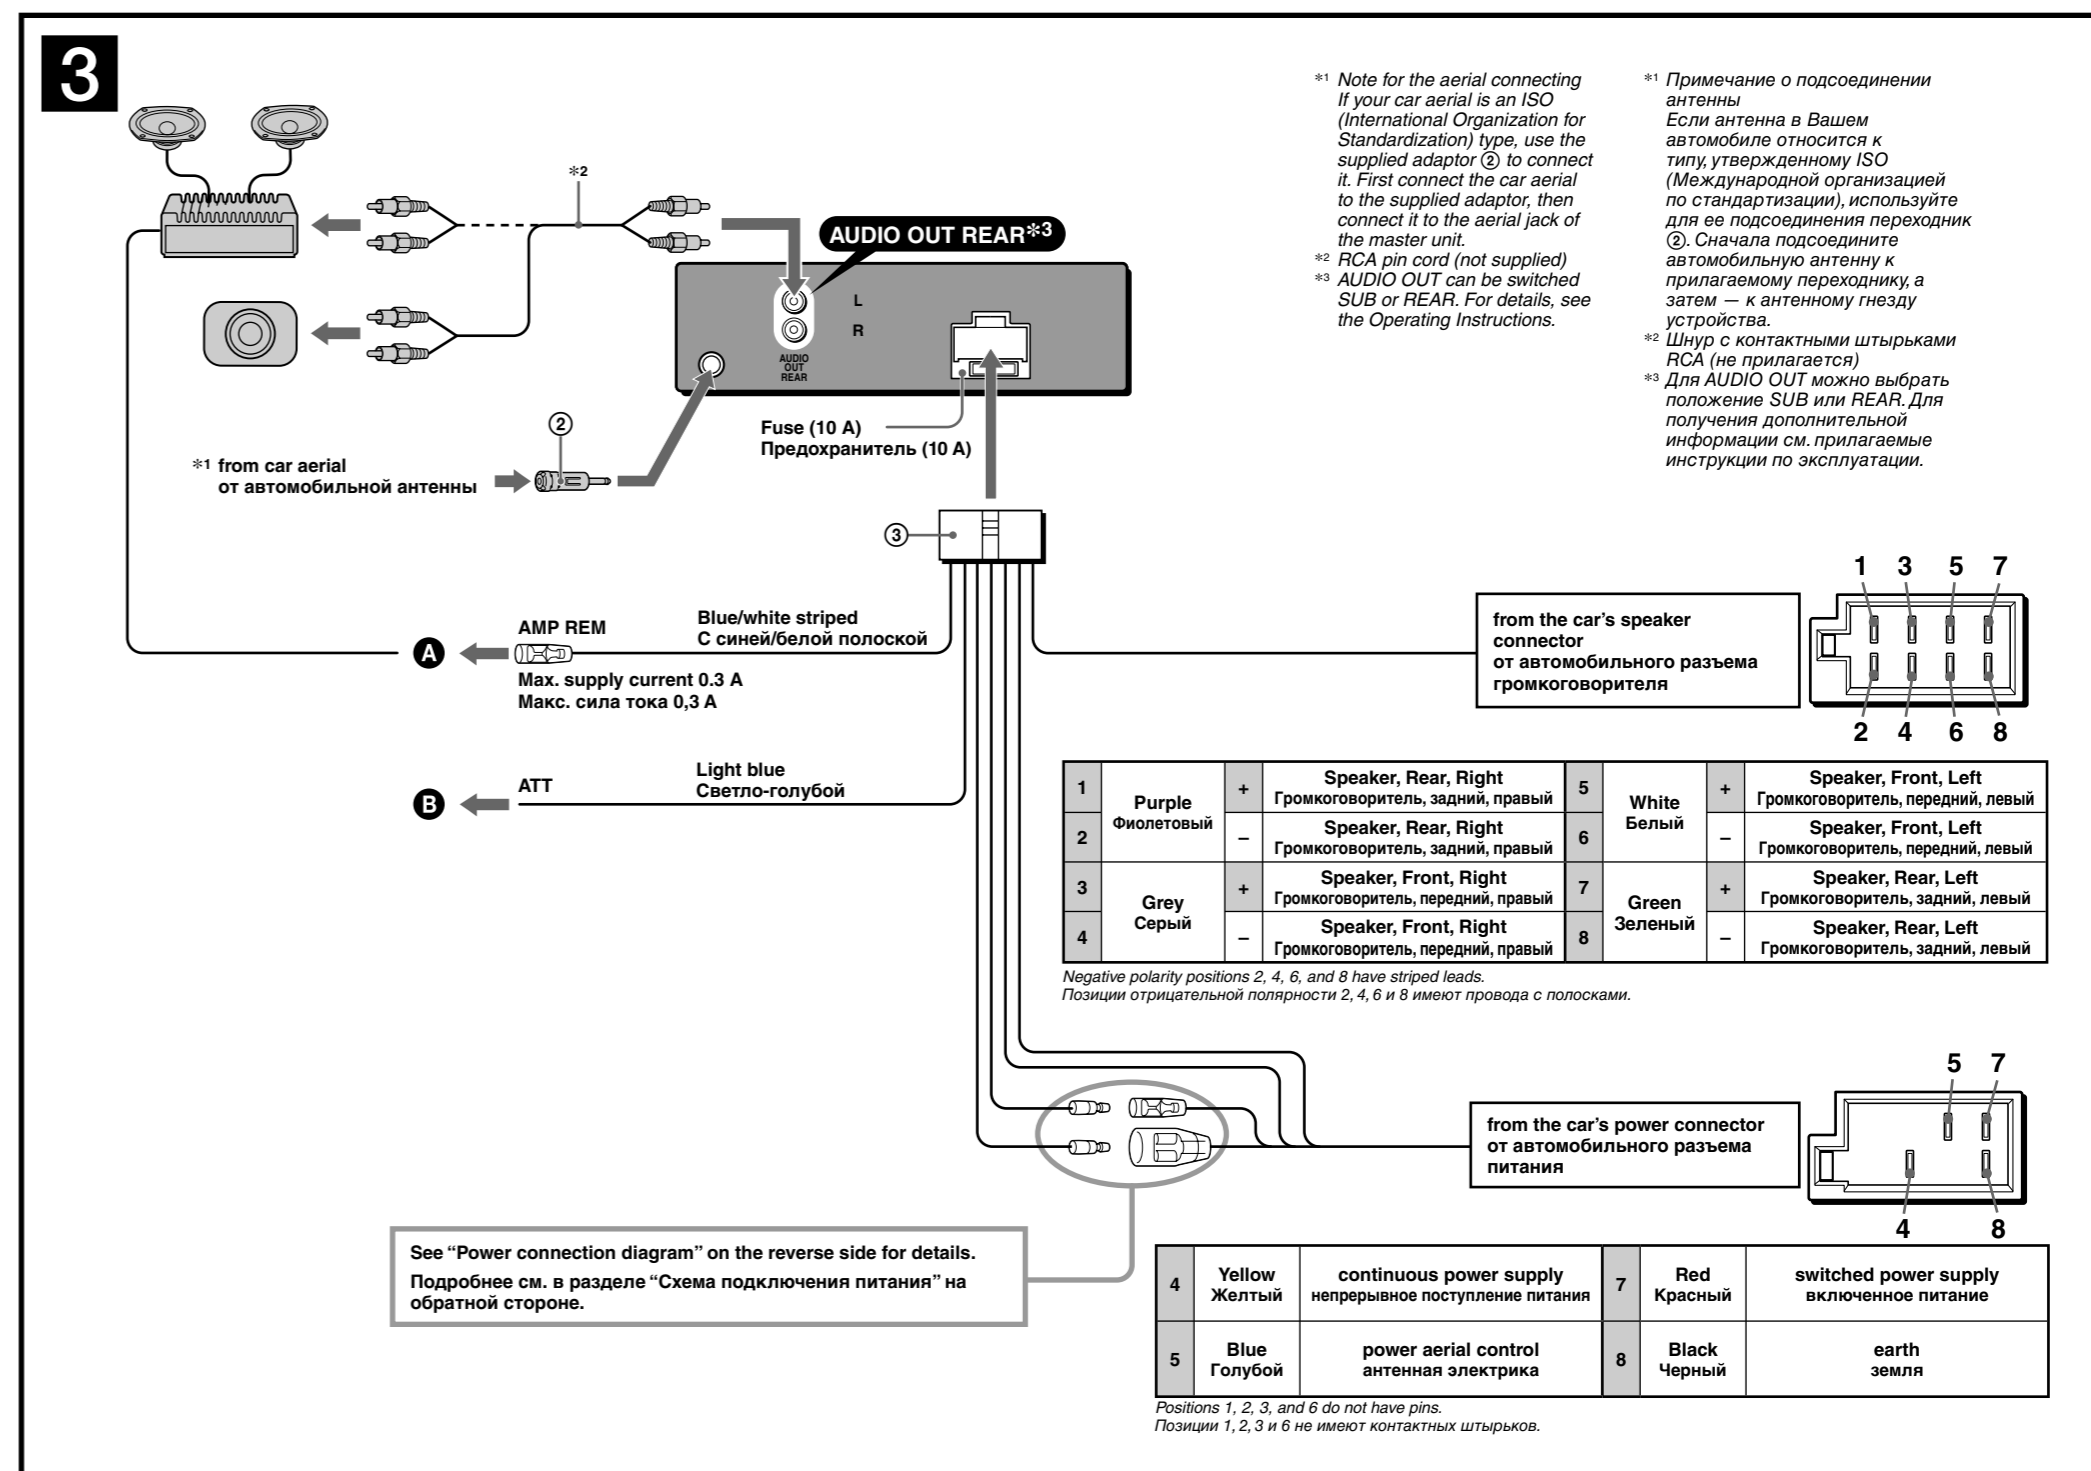 3
*2
AUDIO OUT REAR*3
L
R
AUDIO
OUT
REAR
Fuse (10 A)
Предохранитель (10 A)
2
*1 from car aerial
от автомобильной антенны
3
*1 Note for the aerial connecting
If your car aerial is an ISO
(International Organization for
Standardization) type, use the
supplied adaptor ② to connect
it. First connect the car aerial
to the supplied adaptor, then
connect it to the aerial jack of
the master unit.
*2 RCA pin cord (not supplied)
*3 AUDIO OUT can be switched
SUB or REAR. For details, see
the Operating Instructions.
*1 Примечание о подсоединении
антенны
Если антенна в Вашем
автомобиле относится к
типу, утвержденному ISO
(Международной организацией
по стандартизации), используйте
для ее подсоединения переходник
②. Сначала подсоедините
автомобильную антенну к
прилагаемому переходнику, а
затем — к антенному гнезду
устройства.
*2 Шнур с контактными штырьками
RCA (не прилагается)
*3 Для AUDIO OUT можно выбрать
положение SUB или REAR. Для
получения дополнительной
информации см. прилагаемые
инструкции по эксплуатации.
A
AMP REM
Blue/white striped
С синей/белой полоской
Max. supply current 0.3 A
Макс. сила тока 0,3 A
B
ATT
Light blue
Светло-голубой
from the car's speaker
connector
от автомобильного разъема
громкоговорителя
1 3 5 7
2 4 6 8
1 Purple Фиолетовый + Speaker, Rear, Right
Громкоговоритель, задний, правый
2 – Speaker, Rear, Right
Громкоговоритель, задний, правый
3 Grey Серый + Speaker, Front, Right
Громкоговоритель, передний, правый
4 – Speaker, Front, Right
Громкоговоритель, передний, правый
5 White Белый + Speaker, Front, Left
Громкоговоритель, передний, левый
6 – Speaker, Front, Left
Громкоговоритель, передний, левый
7 Green Зеленый + Speaker, Rear, Left
Громкоговоритель, задний, левый
8 – Speaker, Rear, Left
Громкоговоритель, задний, левый
Negative polarity positions 2, 4, 6, and 8 have striped leads.
Позиции отрицательной полярности 2, 4, 6 и 8 имеют провода с полосками.
from the car's power connector
от автомобильного разъема
питания
5 7
4 8
See “Power connection diagram” on the reverse side for details.
Подробнее см. в разделе “Схема подключения питания” на
обратной стороне.
4 Yellow Желтый continuous power supply
непрерывное поступление питания
7 Red Красный switched power supply
включенное питание
5 Blue Голубой power aerial control
антенная электрика
8 Black Черный earth
земля
Positions 1, 2, 3, and 6 do not have pins.
Позиции 1, 2, 3 и 6 не имеют контактных штырьков.